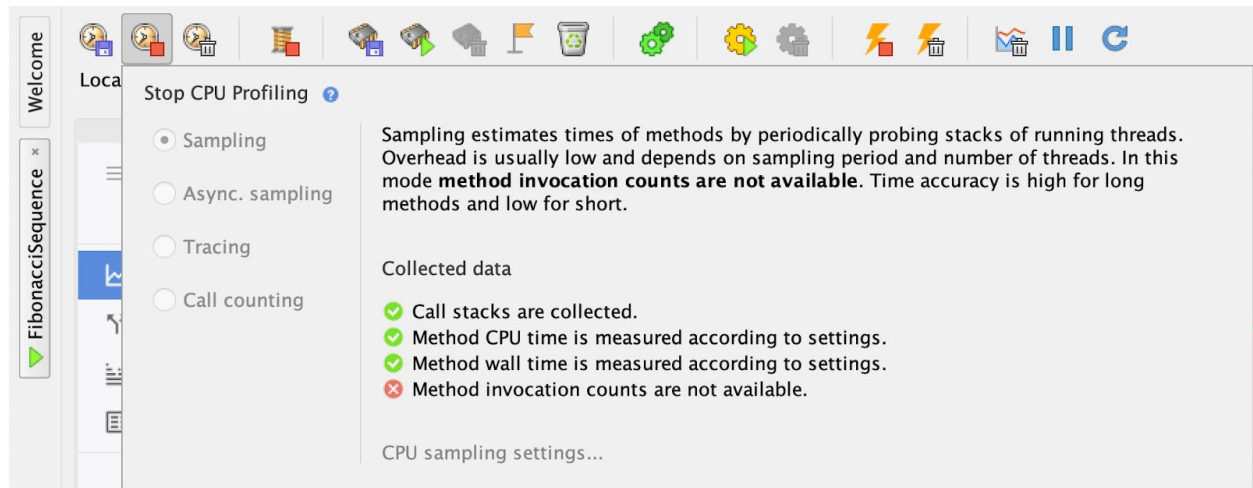 Welcome
FibonacciSequence
Loca
Stop CPU Profiling ?
Sampling
Async. sampling
Tracing
Call counting
Sampling estimates times of methods by periodically probing stacks of running threads.
Overhead is usually low and depends on sampling period and number of threads. In this
mode method invocation counts are not available. Time accuracy is high for long
methods and low for short.
Collected data
Call stacks are collected.
Method CPU time is measured according to settings.
Method wall time is measured according to settings.
Method invocation counts are not available.
CPU sampling settings...